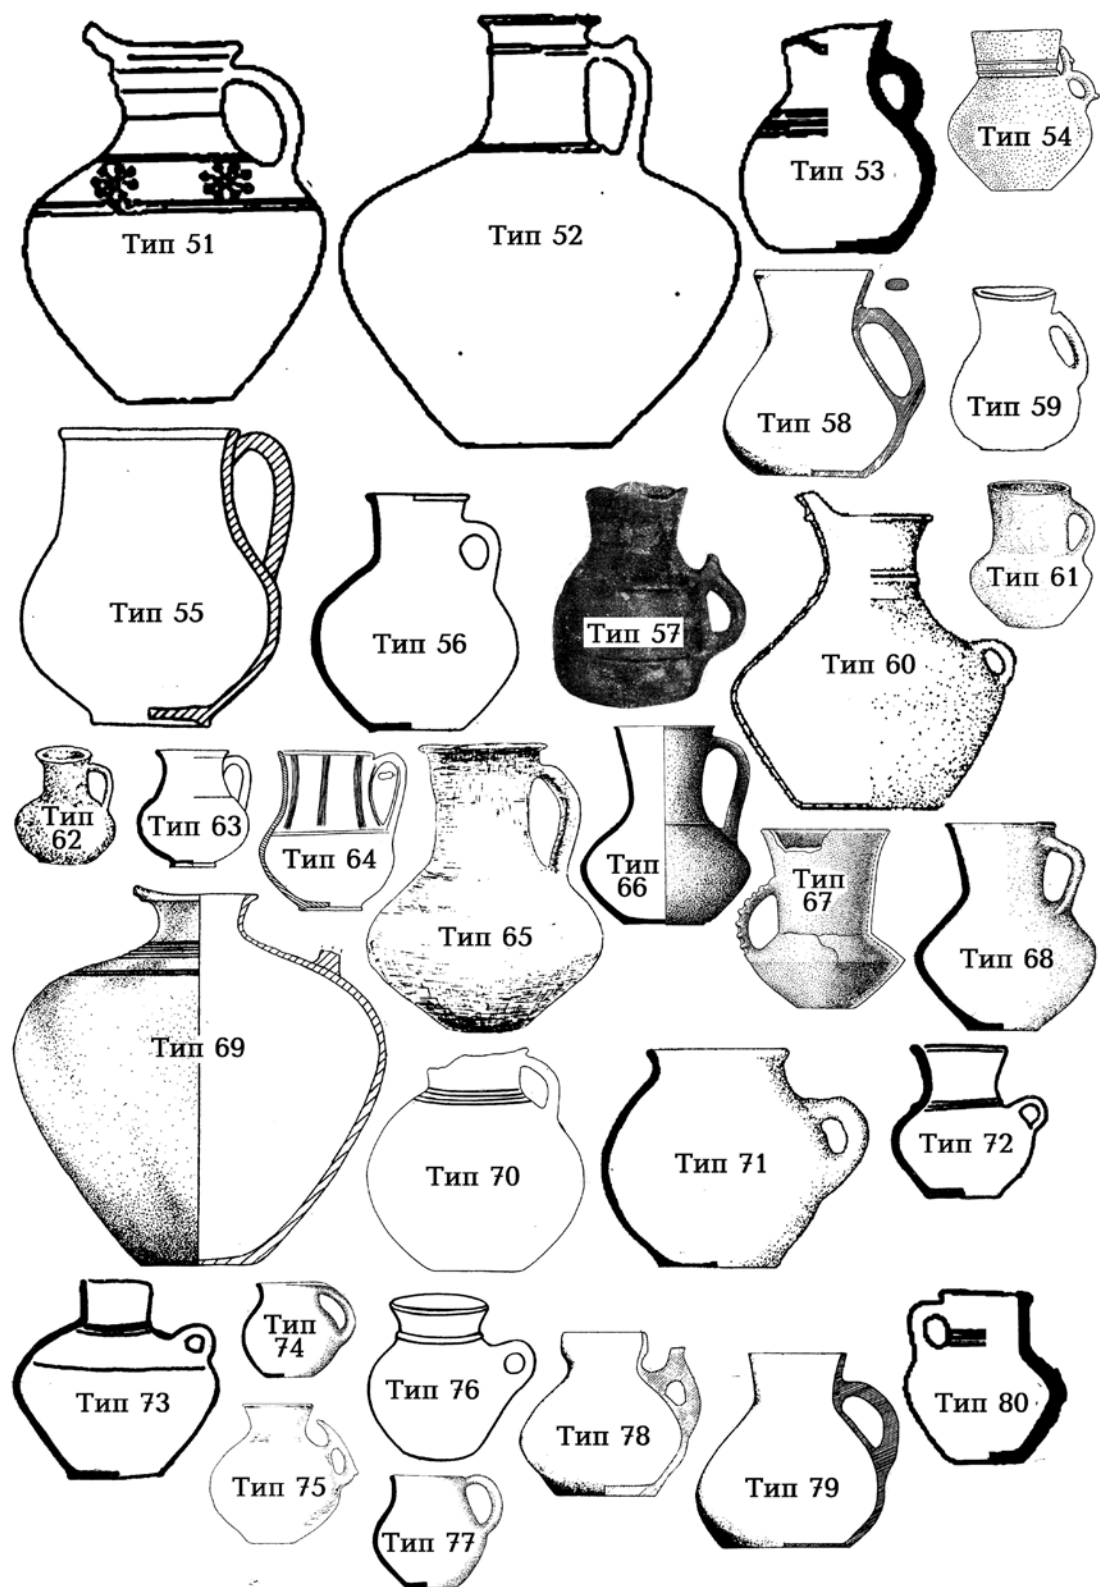 Тип 51
Тип 52
Тип 53
Тип 54
Тип 55
Тип 56
Тип 57
Тип 58
Тип 59
Тип 60
Тип 61
Тип
62
Тип 63
Тип 64
Тип 65
Тип
66
Тип
67
Тип 68
Тип 69
Тип 70
Тип 71
Тип 72
Тип 73
Тип
74
Тип 75
Тип 76
Тип 77
Тип 78
Тип 79
Тип 80